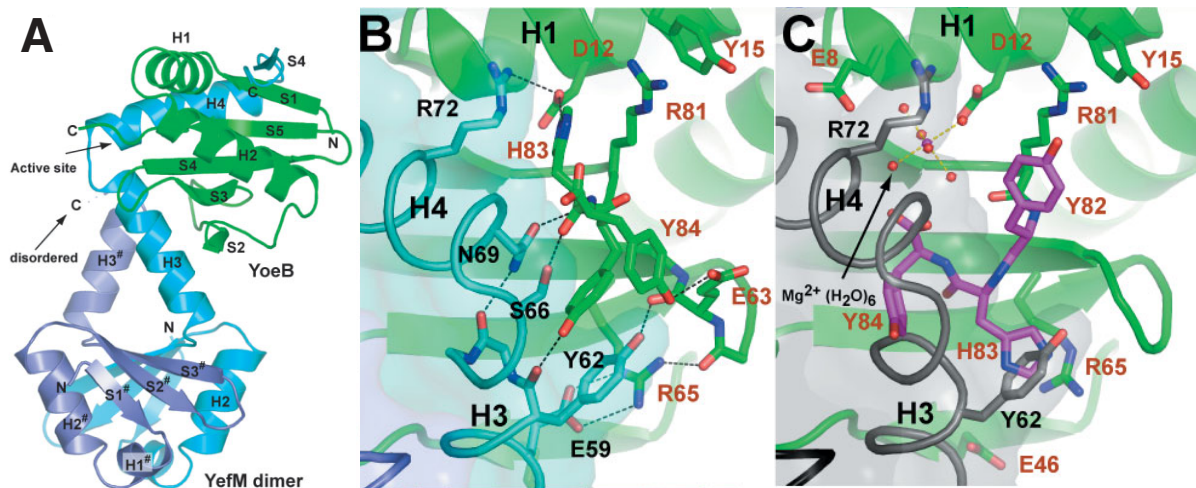 A
H1
S4
C
H4
S1
C
S5
N
H2
Active site
S4
S3
C
S2
disordered
YoeB
H3#
H3
N
S3#
N
S2#
S1#
H2
H2#
H1#
YefM dimer
B
H1
D12
Y15
R72
R81
H83
H4
Y84
N69
E63
S66
Y62
R65
H3
E59
C
H1
D12
Y15
E8
R72
R81
H4
Y82
Mg2+ (H2O)6
Y84
H83
R65
H3
Y62
E46